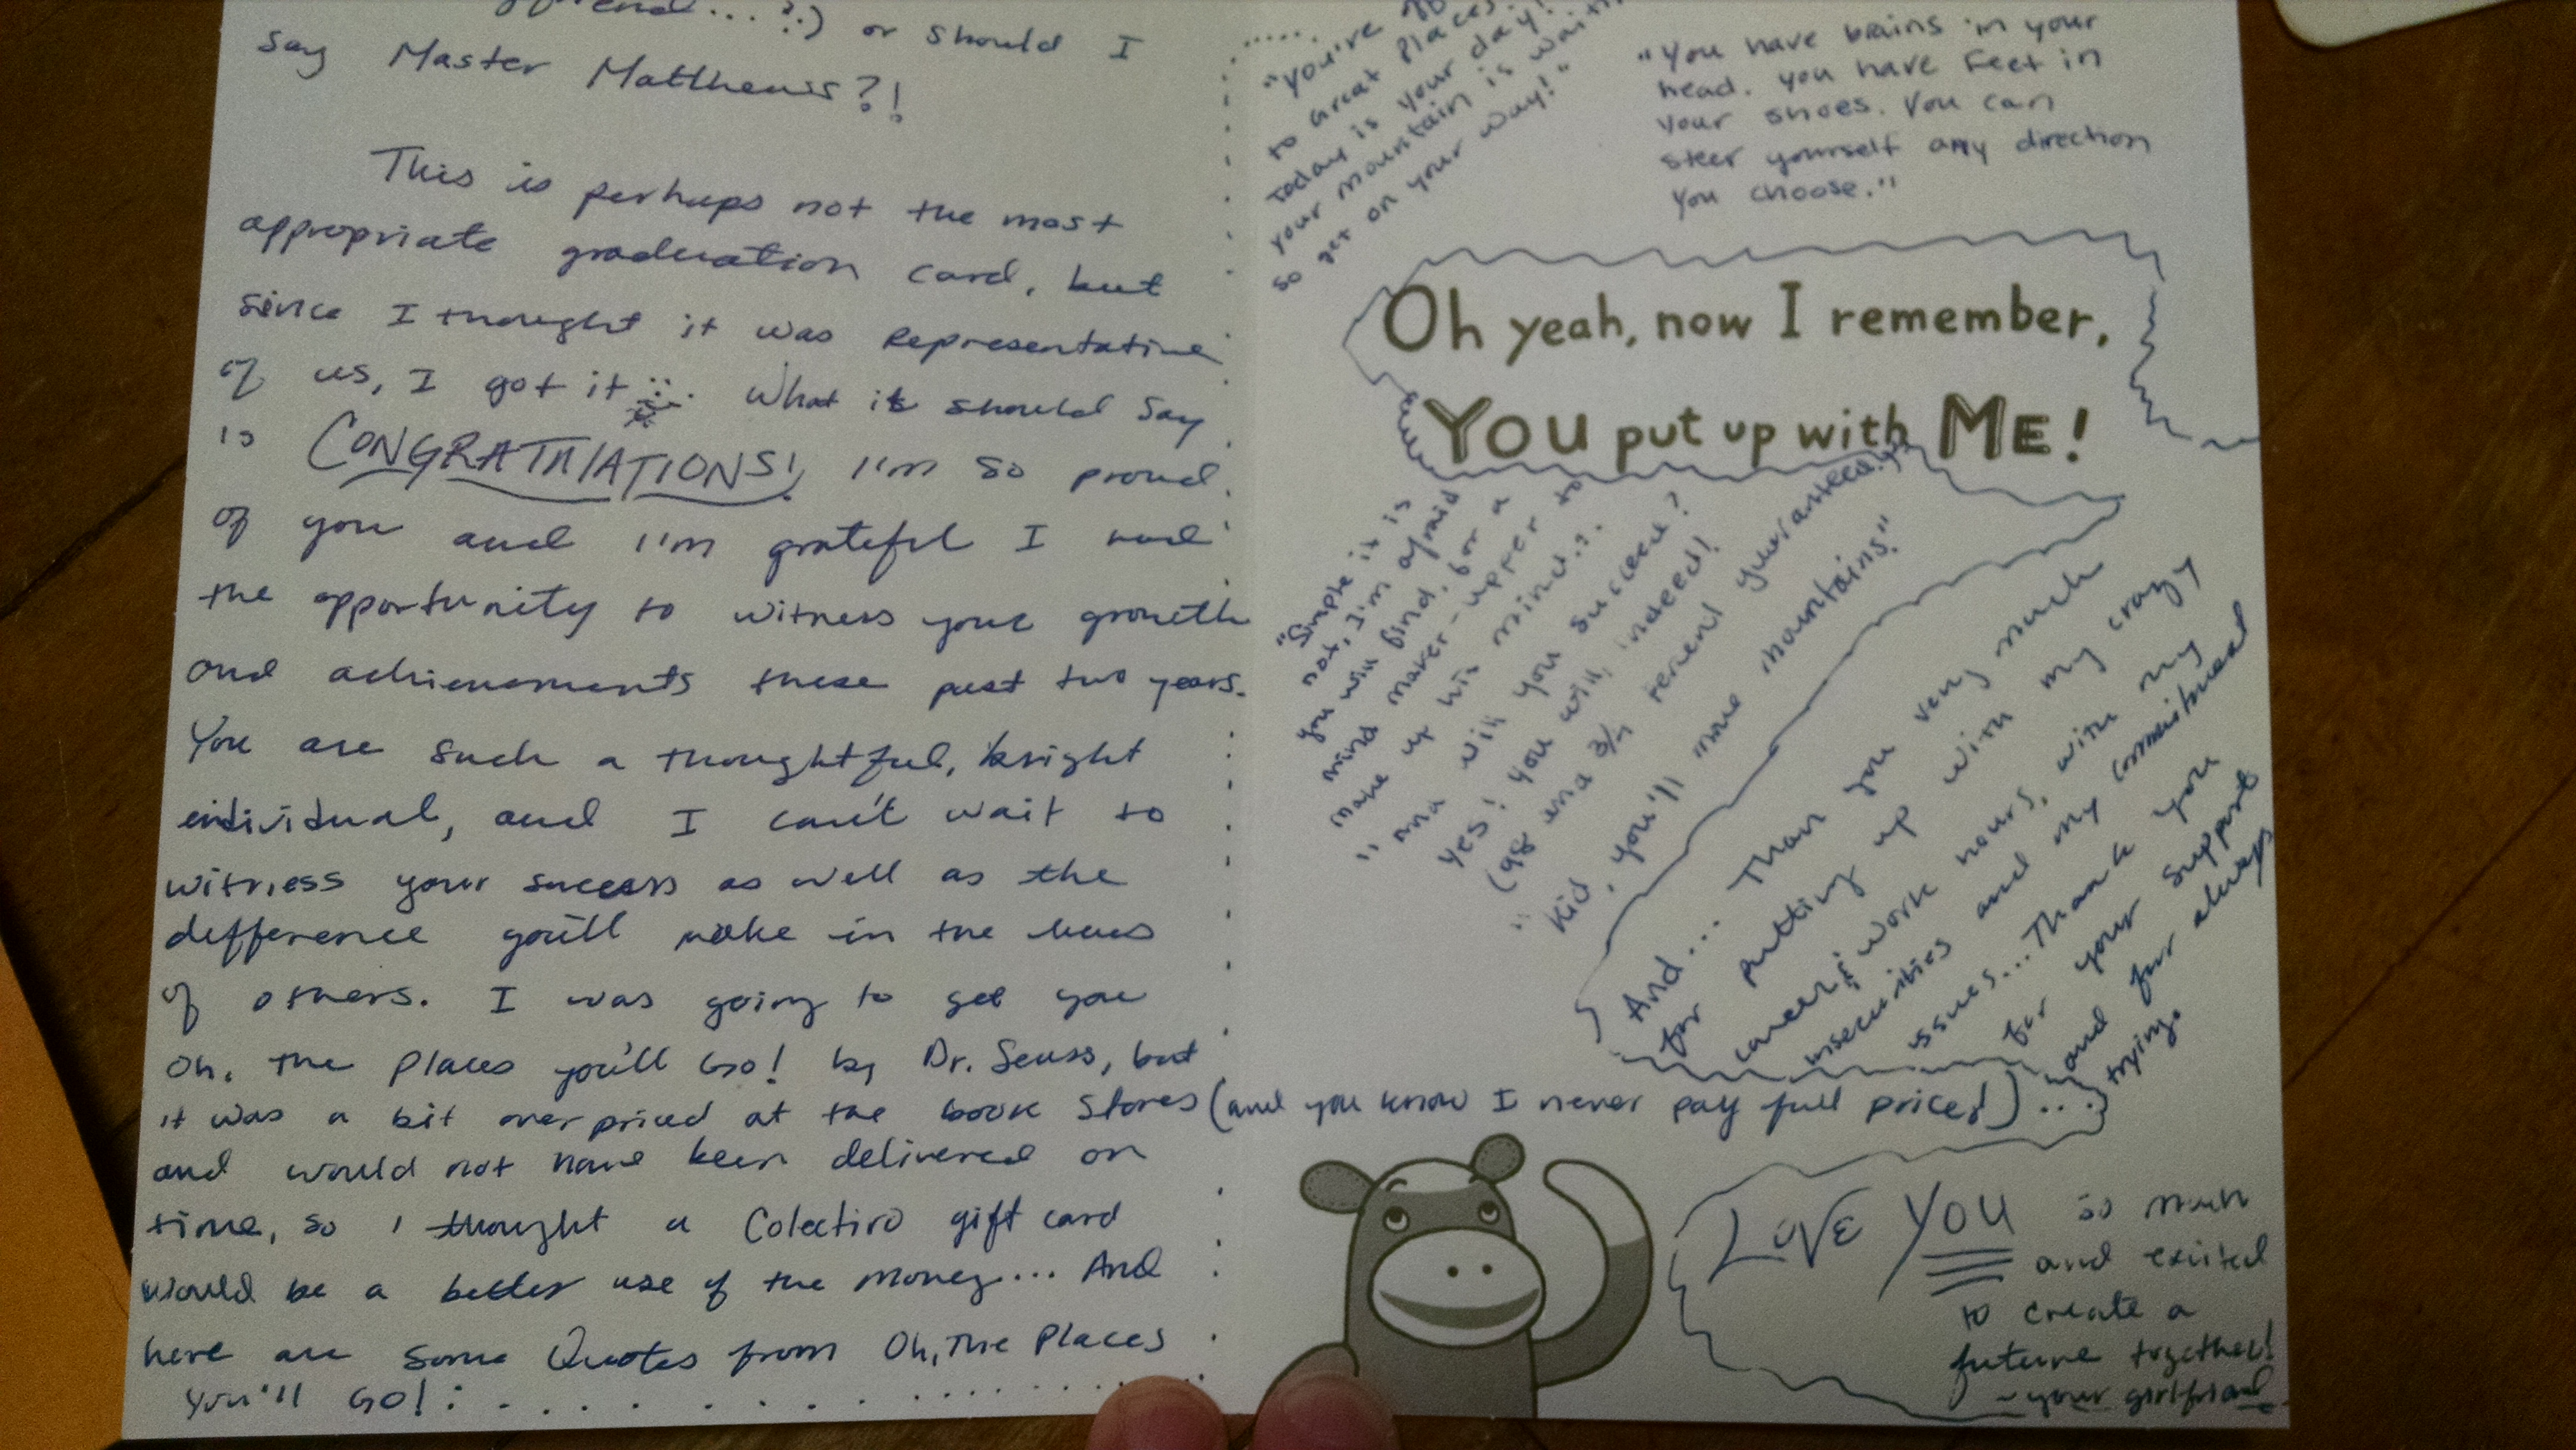 or should I
say Master Matthews?!
This is perhaps not the most
appropriate graduation card, but
since I thought it was representative
of us, I got it :). What it should say
is CONGRATULATIONS! I'm so proud
of you and I'm grateful I had
the opportunity to witness your growth
and achievements these past two years.
You are such a thoughtful, bright
individual, and I can't wait to
witness your success as well as the
difference you'll make in the lives
of others. I was going to get you
Oh, the Places you'll Go! by Dr. Seuss, but
it was a bit overpriced at the book stores (and you know I never pay full price!)...
and would not have been delivered on
time, so I thought a Colectivo gift card
would be a better use of the money... And
here are some Quotes from Oh, The Places
You'll Go!:
"You're
to Great Places.
Today is your day!
your mountain is
so get on your way!"
"You have brains in your
head. you have feet in
your shoes. You can
steer yourself any direction
you choose."
Oh yeah, now I remember,
YOU put up with ME!
"Simple it is
not, I'm afraid
you will find, for a
mind maker-upper to
make up his mind..."
"And will you succeed?
Yes! you will, indeed!
(98 and 3/4 percent guaranteed.)"
"Kid, you'll move mountains."
And... Thank you very much
for putting up with my crazy
career & work hours, with my
insecurities and my commitment
issues... Thank you
for your support
and for always
trying.
LOVE YOU so much
and excited
to create a
future together!
~your girlfriend